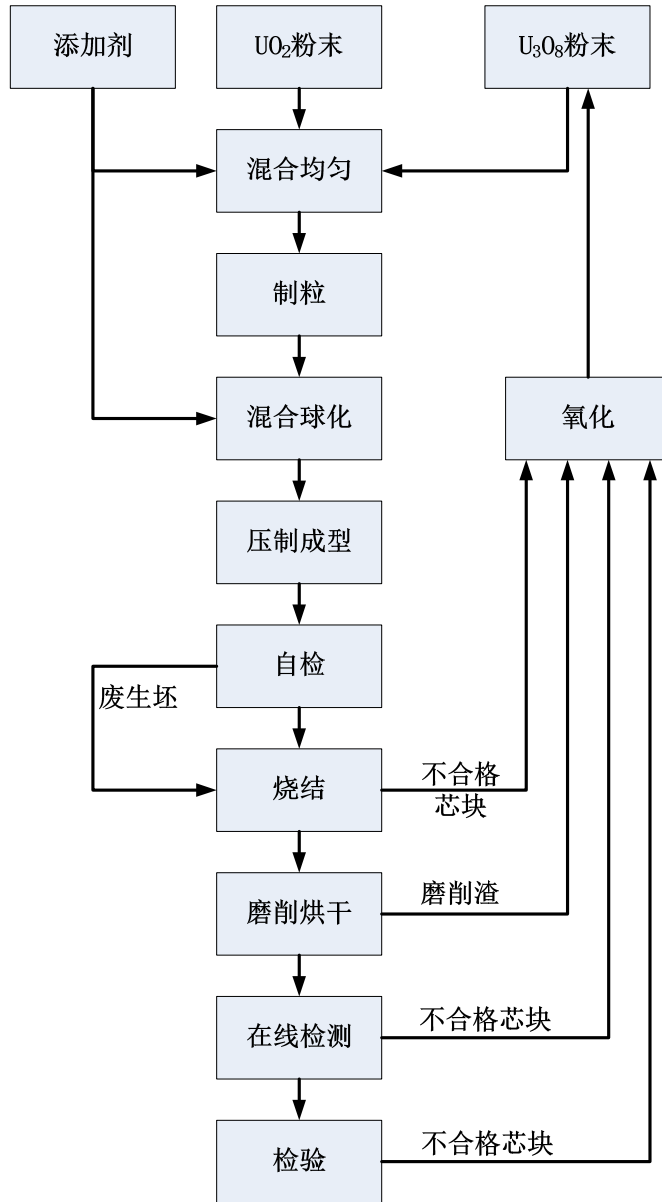 添加剂
UO₂粉末
U₃O₈粉末
混合均匀
制粒
混合球化
氧化
压制成型
自检
废生坯
烧结
不合格
芯块
磨削烘干
磨削渣
在线检测
不合格芯块
检验
不合格芯块